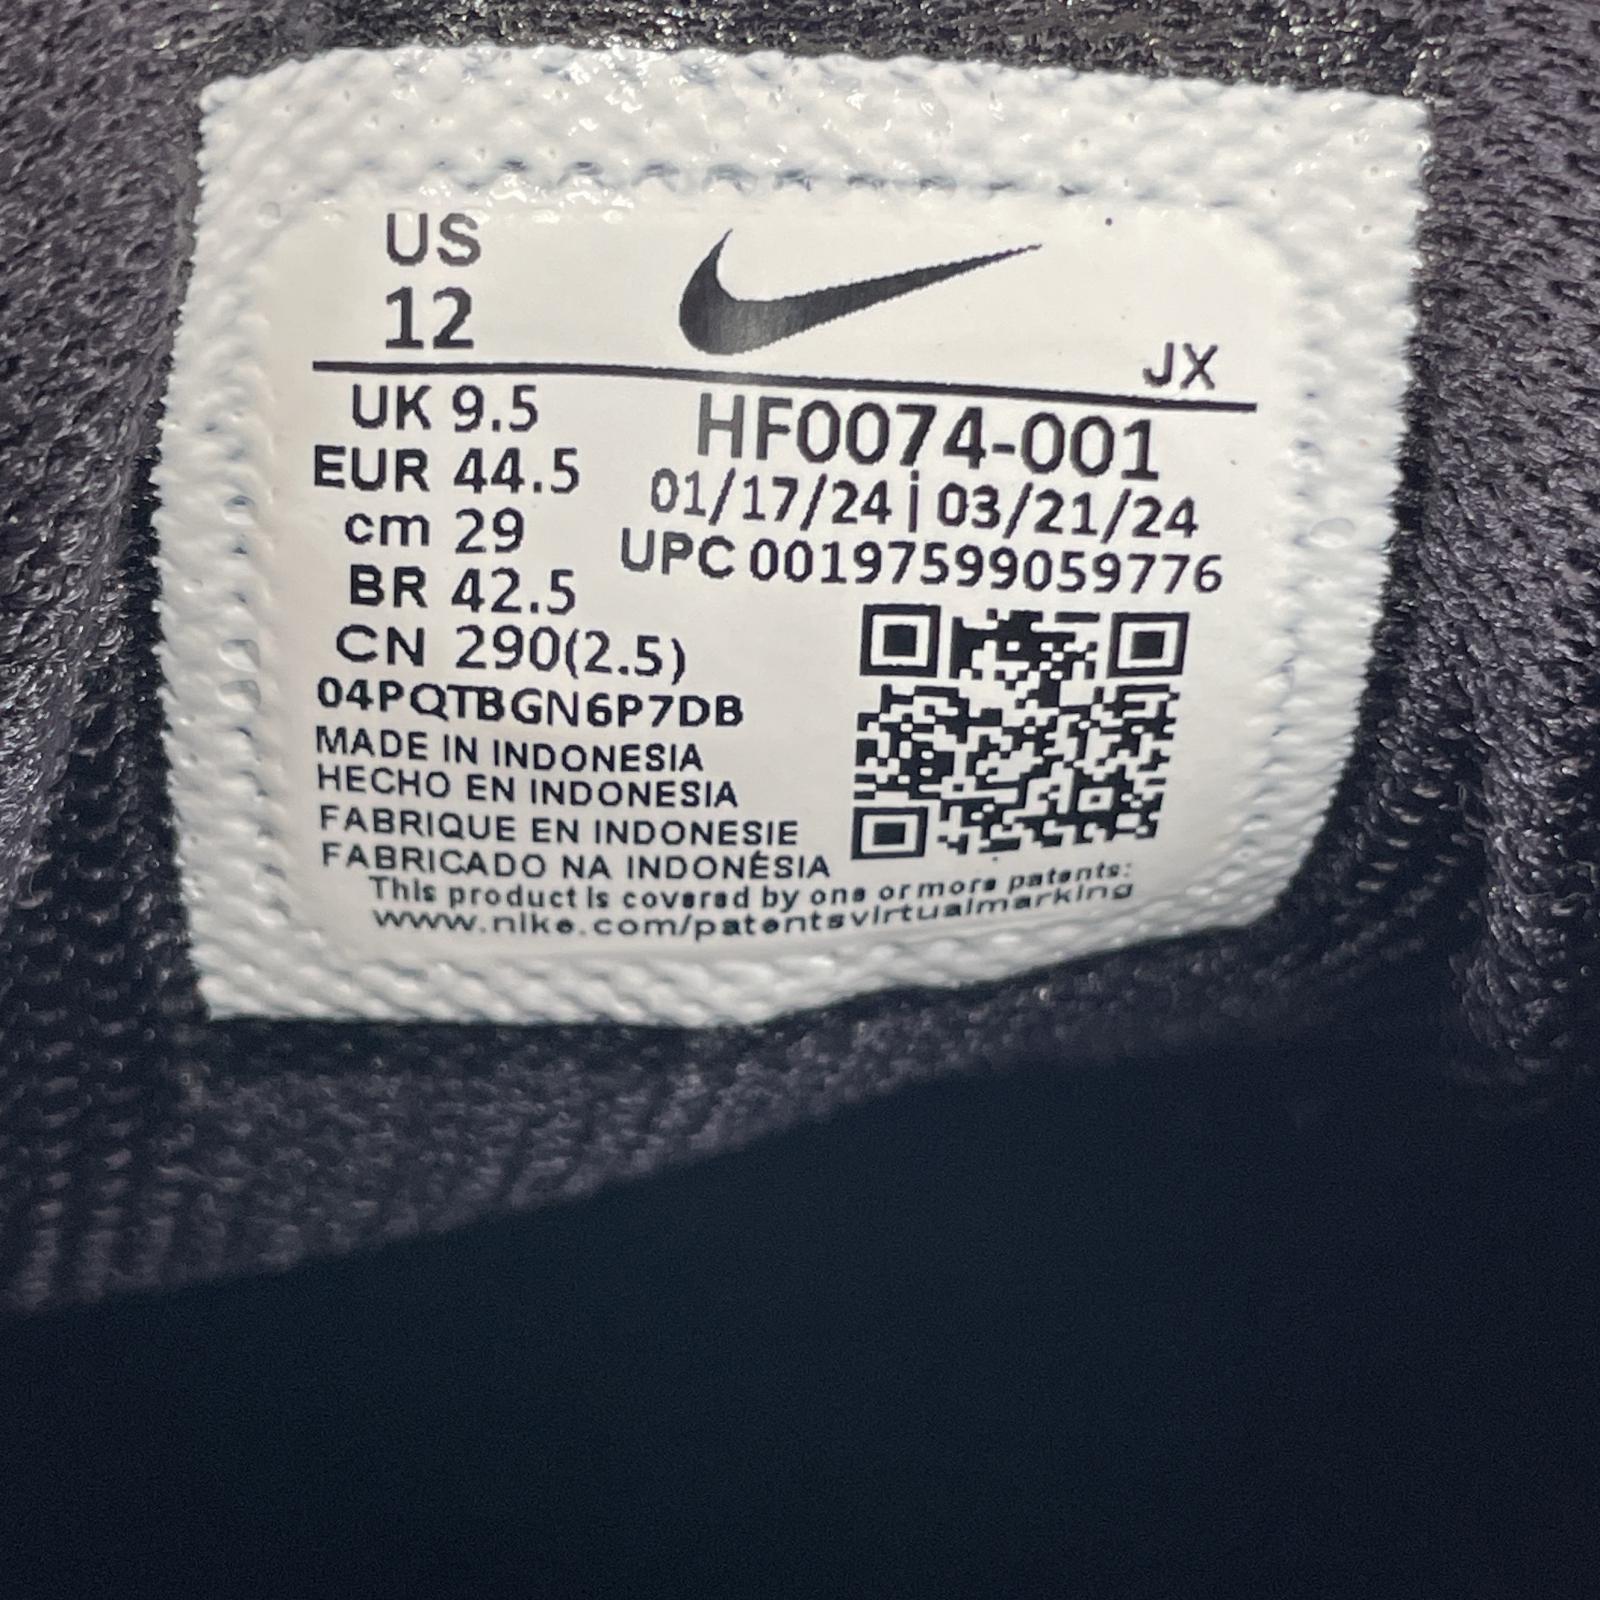 US
12
JX
UK 9.5
EUR 44.5
cm 29
BR 42.5
CN 290(2.5)
HF0074-001
01/17/24 | 03/21/24
UPC 00197599059776
04PQTBGN6P7DB
MADE IN INDONESIA
HECHO EN INDONESIA
FABRIQUE EN INDONESIE
FABRICADO NA INDONÉSIA
This product is covered by one or more patents:
www.nike.com/patentsvirtualmarking